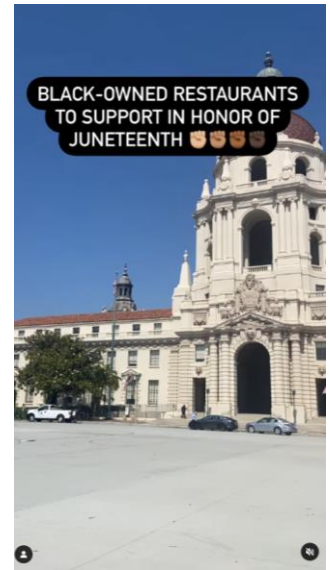 BLACK-OWNED RESTAURANTS
TO SUPPORT IN HONOR OF
JUNETEENTH ✊🏼✊🏽✊🏾✊🏿